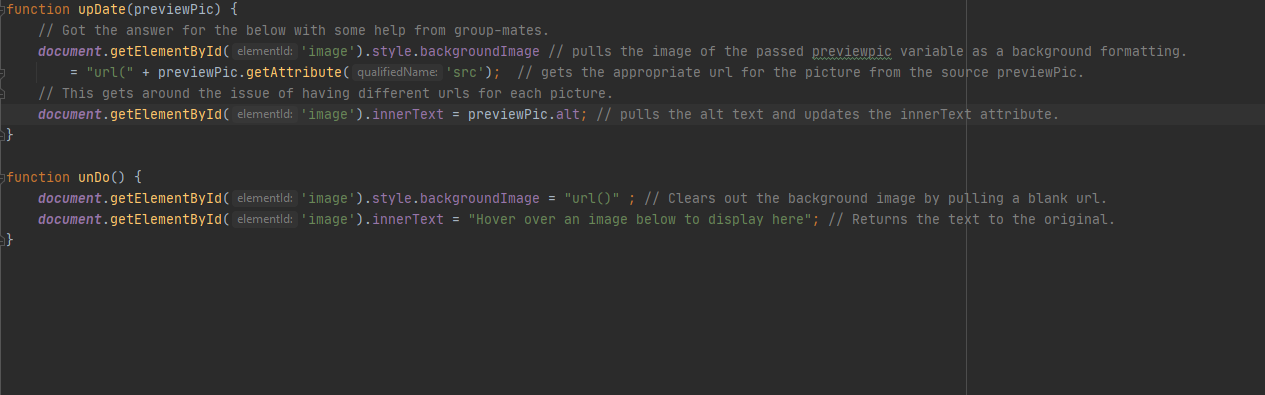 function upDate(previewPic) {
// Got the answer for the below with some help from group-mates.
document.getElementById( elementId: 'image').style.backgroundImage // pulls the image of the passed previewpic variable as a background formatting.
= "url(" + previewPic.getAttribute( qualifiedName: 'src'); // gets the appropriate url for the picture from the source previewPic.
// This gets around the issue of having different urls for each picture.
document.getElementById( elementId: 'image').innerText = previewPic.alt; // pulls the alt text and updates the innerText attribute.
}
function unDo() {
document.getElementById( elementId: 'image').style.backgroundImage = "url()" ; // Clears out the background image by pulling a blank url.
document.getElementById( elementId: 'image').innerText = "Hover over an image below to display here"; // Returns the text to the original.
}